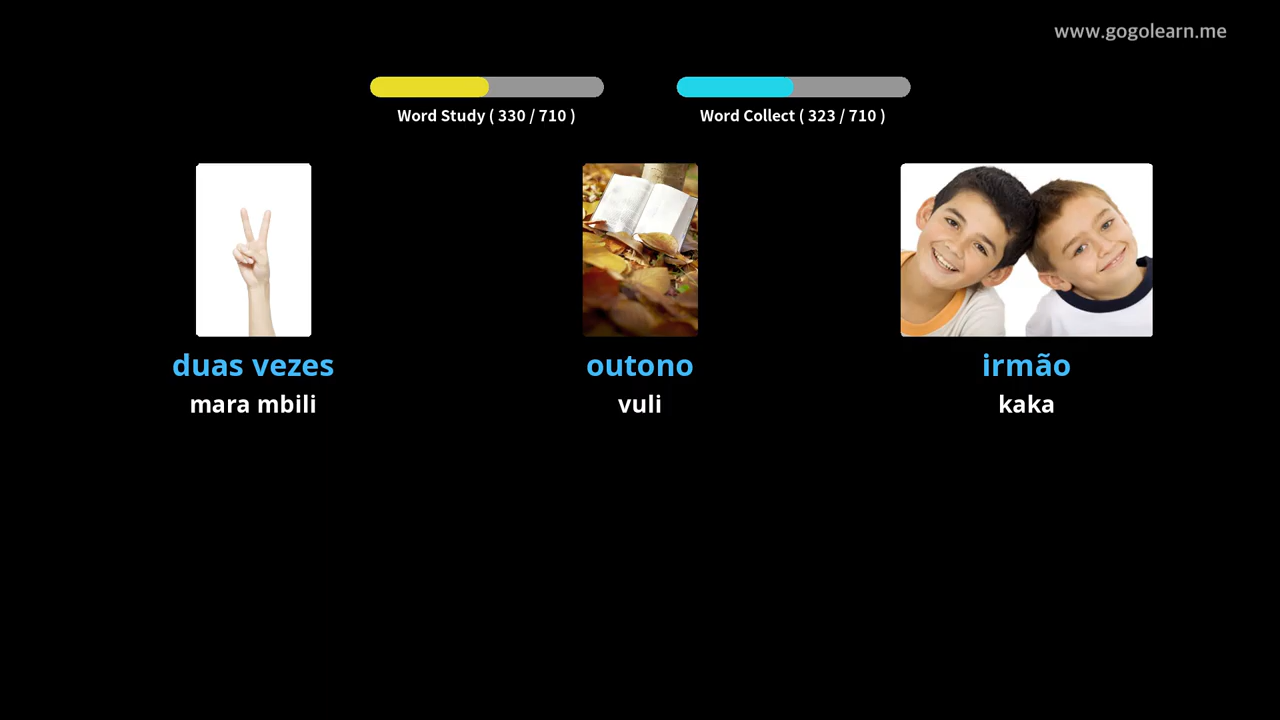 www.gogolearn.me
Word Study ( 330 / 710 )
Word Collect ( 323 / 710 )
duas vezes
mara mbili
outono
vuli
irmão
kaka